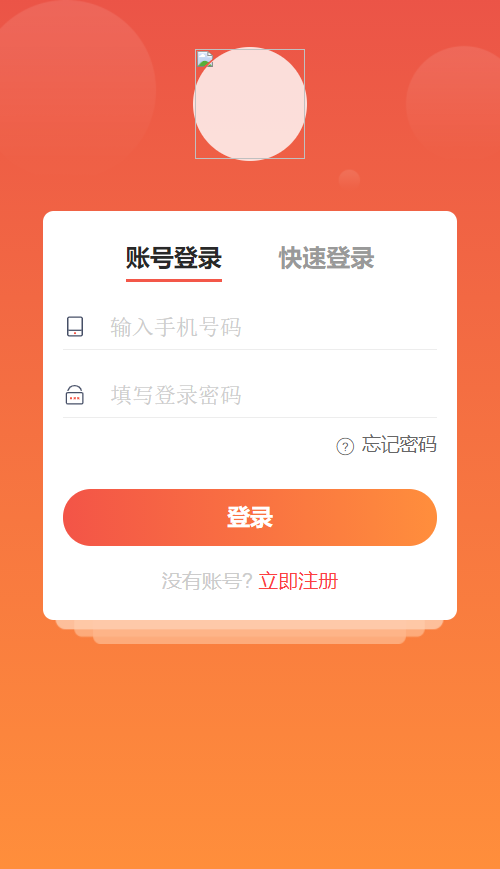 账号登录 快速登录
输入手机号码
填写登录密码
忘记密码
登录
没有账号? 立即注册